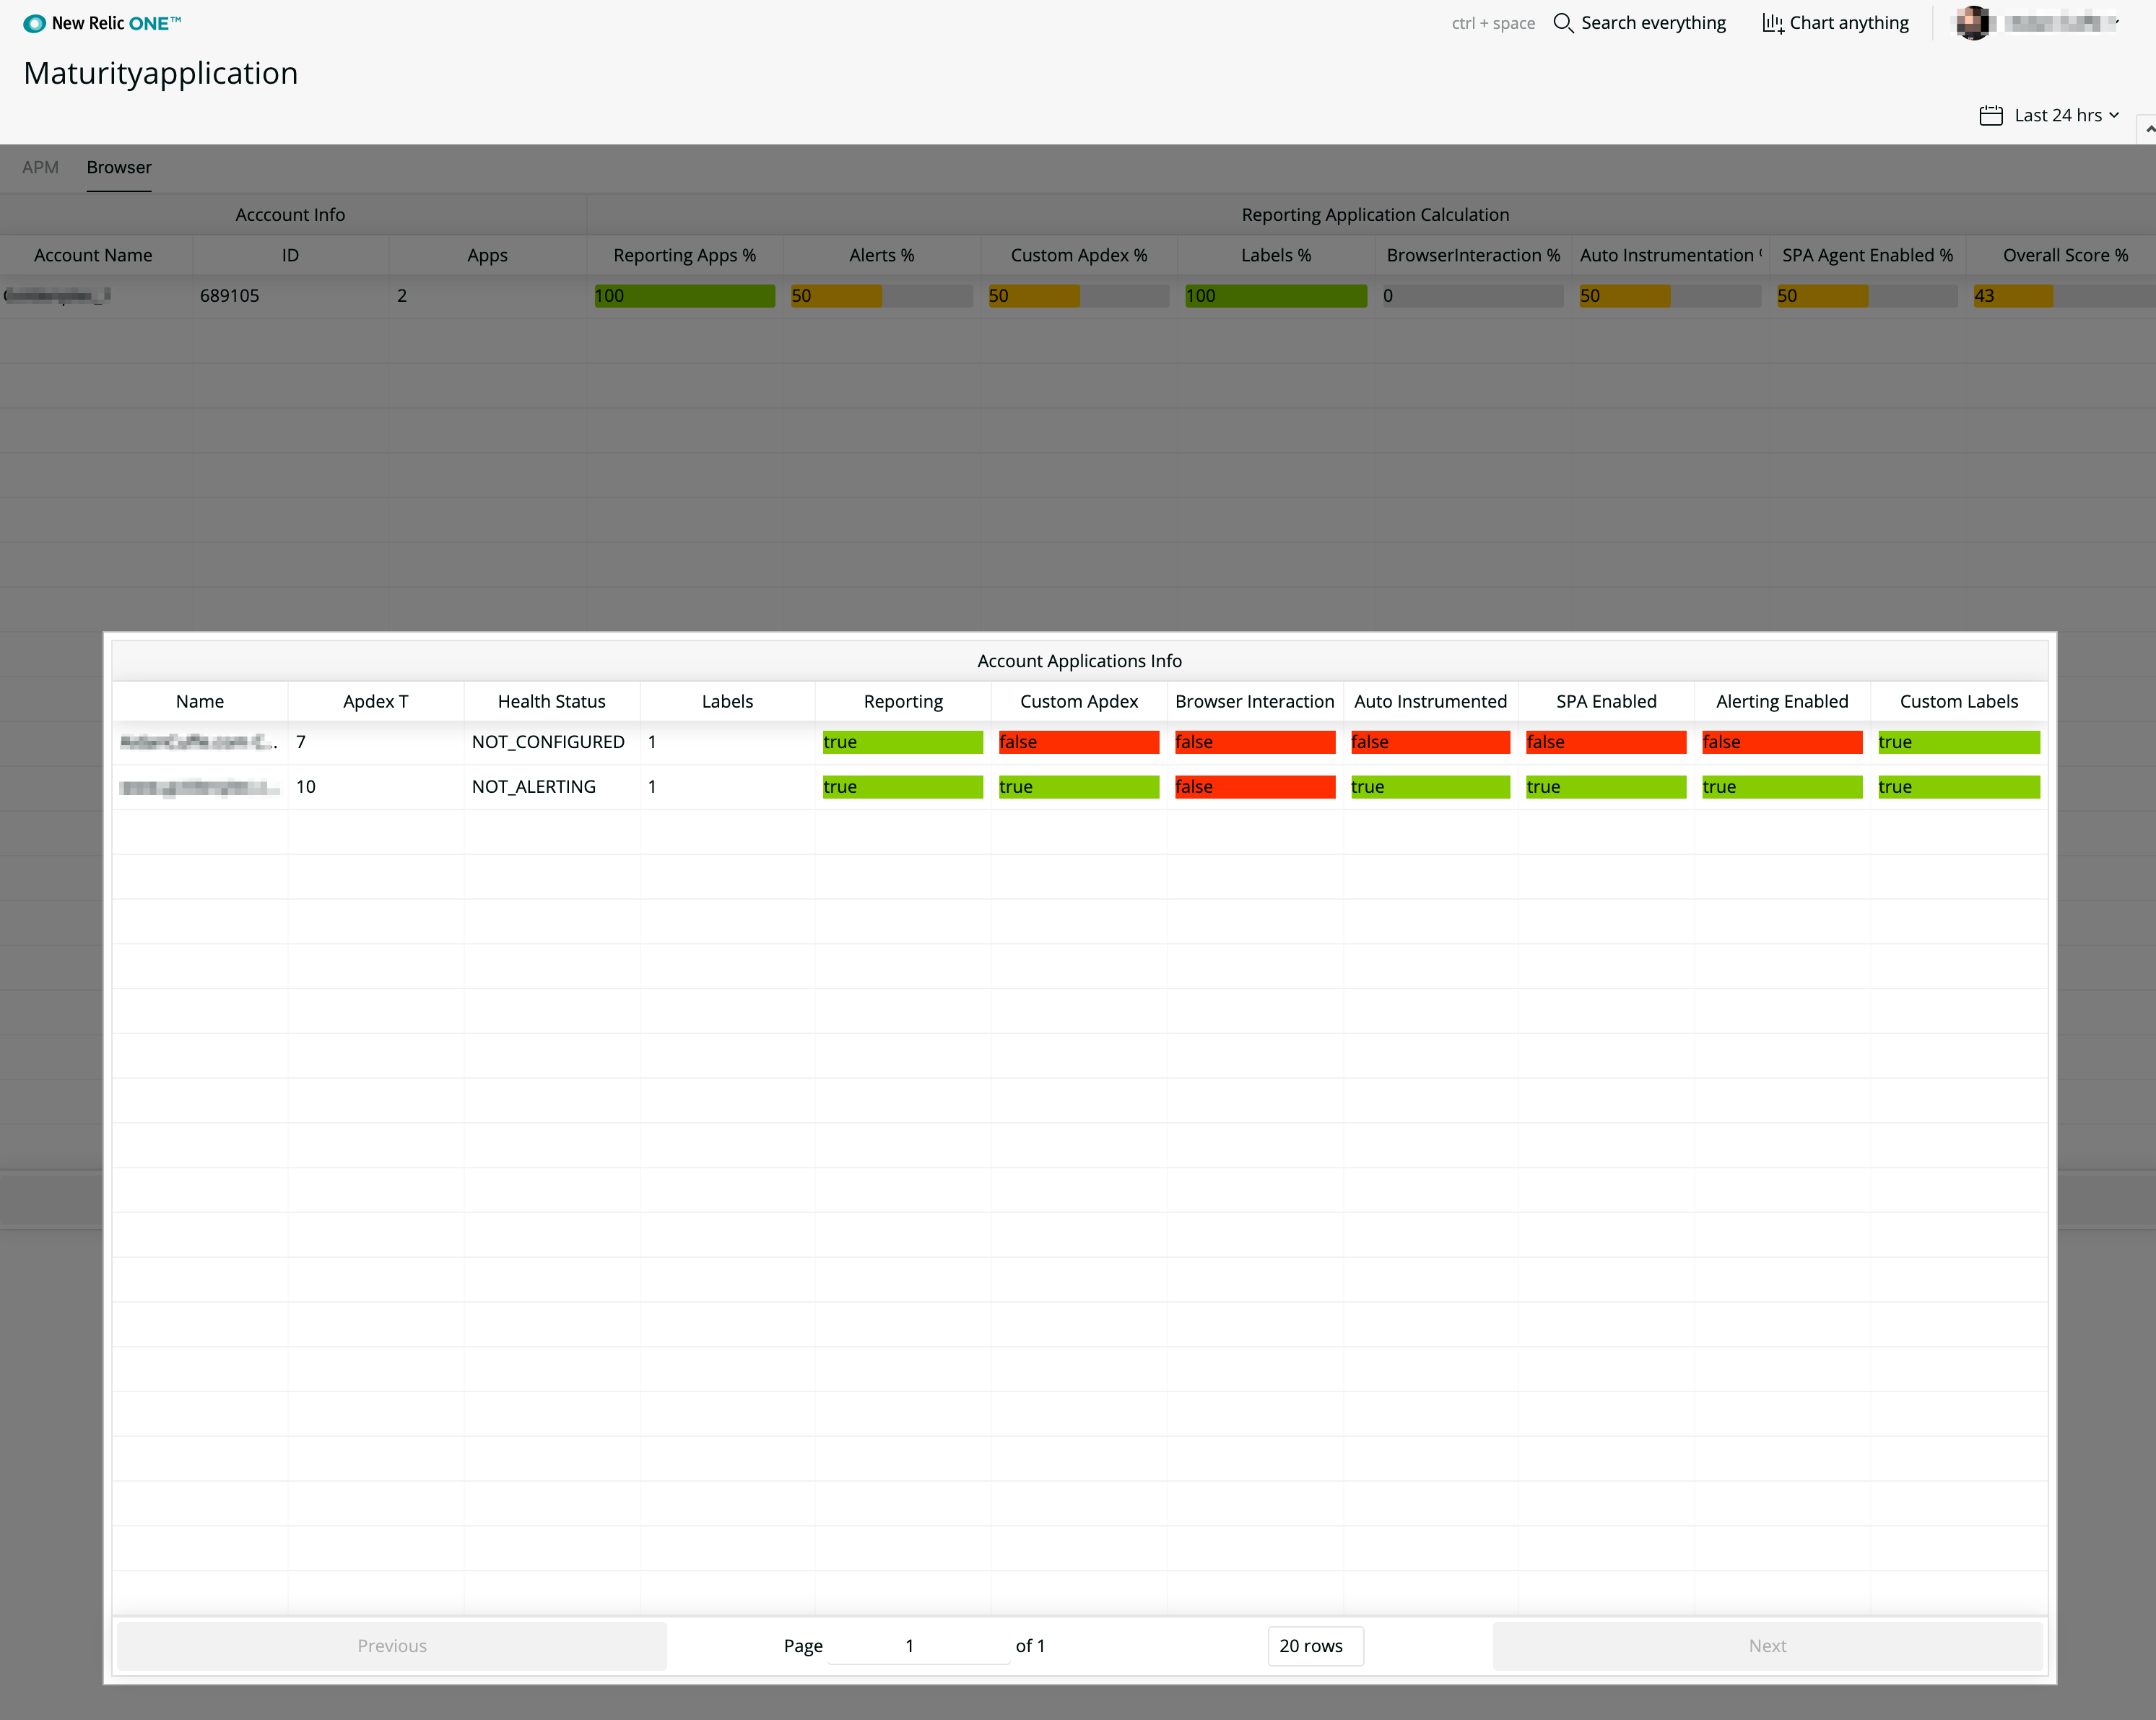 New Relic ONE™
ctrl + space Search everything Chart anything
Maturityapplication
Last 24 hrs
APM Browser
Acccount Info Reporting Application Calculation
Account Name ID Apps Reporting Apps % Alerts % Custom Apdex % Labels % BrowserInteraction % Auto Instrumentation SPA Agent Enabled % Overall Score %
689105 2 100 50 50 100 0 50 50 43
Account Applications Info
Name Apdex T Health Status Labels Reporting Custom Apdex Browser Interaction Auto Instrumented SPA Enabled Alerting Enabled Custom Labels
7 NOT_CONFIGURED 1 true false false false false false true
10 NOT_ALERTING 1 true true false true true true true
Previous Page 1 of 1 20 rows Next